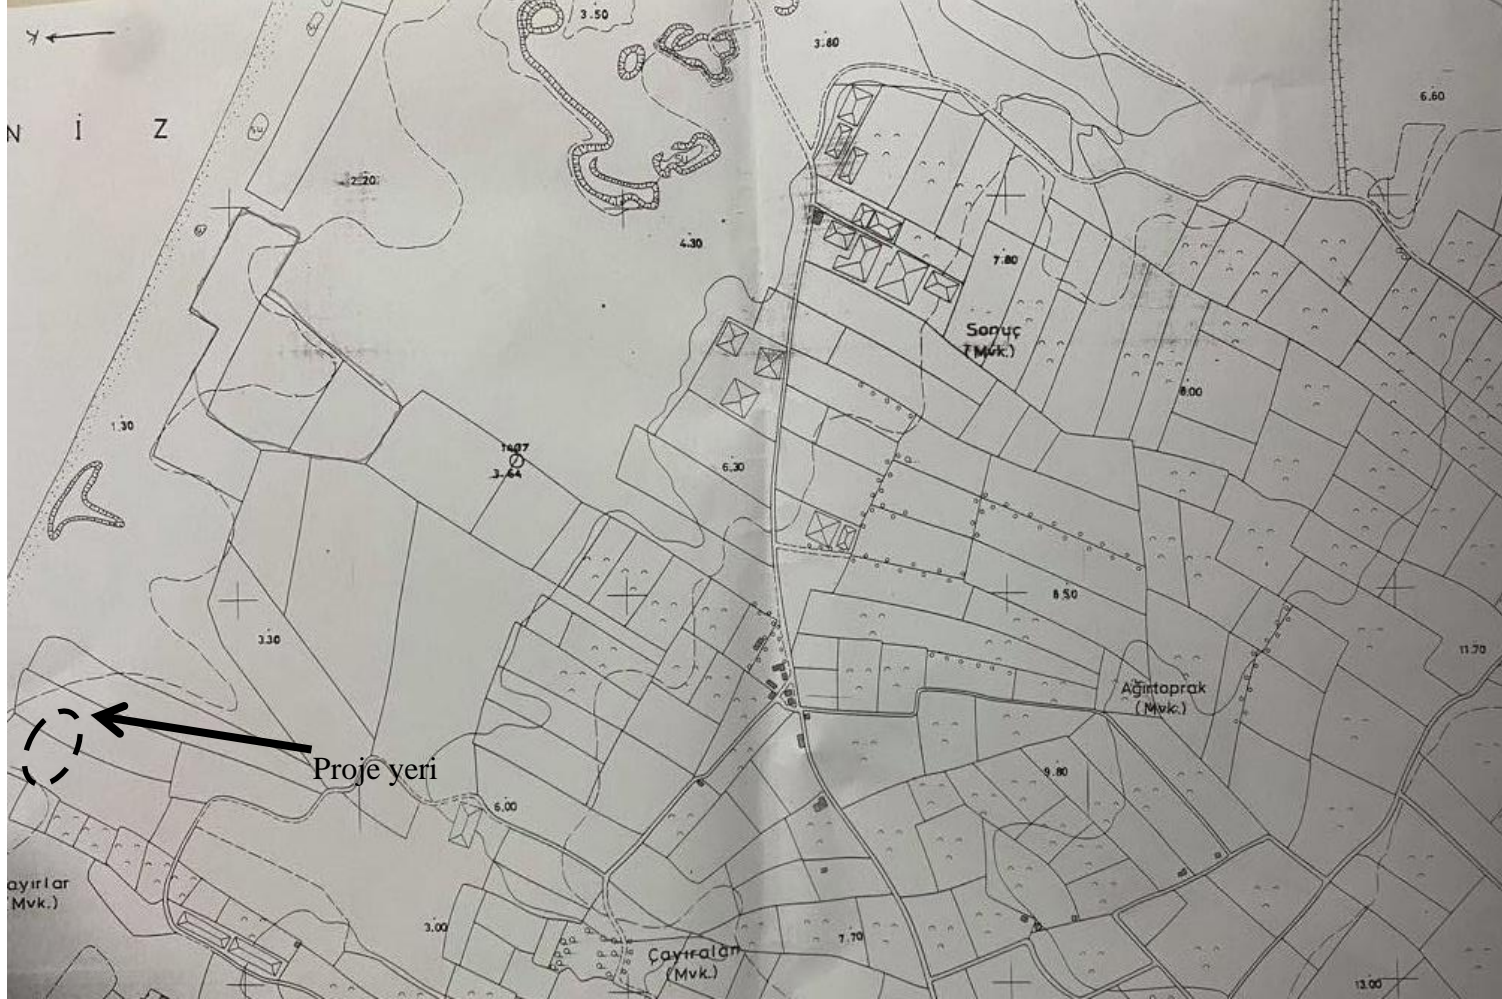 3.50
K
3.80
6.60
N İ Z
2.20
4.30
7.80
Sonuç
(Mvk.)
8.00
1.30
3.64
6.30
8.50
3.30
11.70
Ağırtoprak
(Mvk.)
Proje yeri
9.80
6.00
ayırlar
(Mvk.)
3.00
7.70
Çayıralan
(Mvk.)
13.00